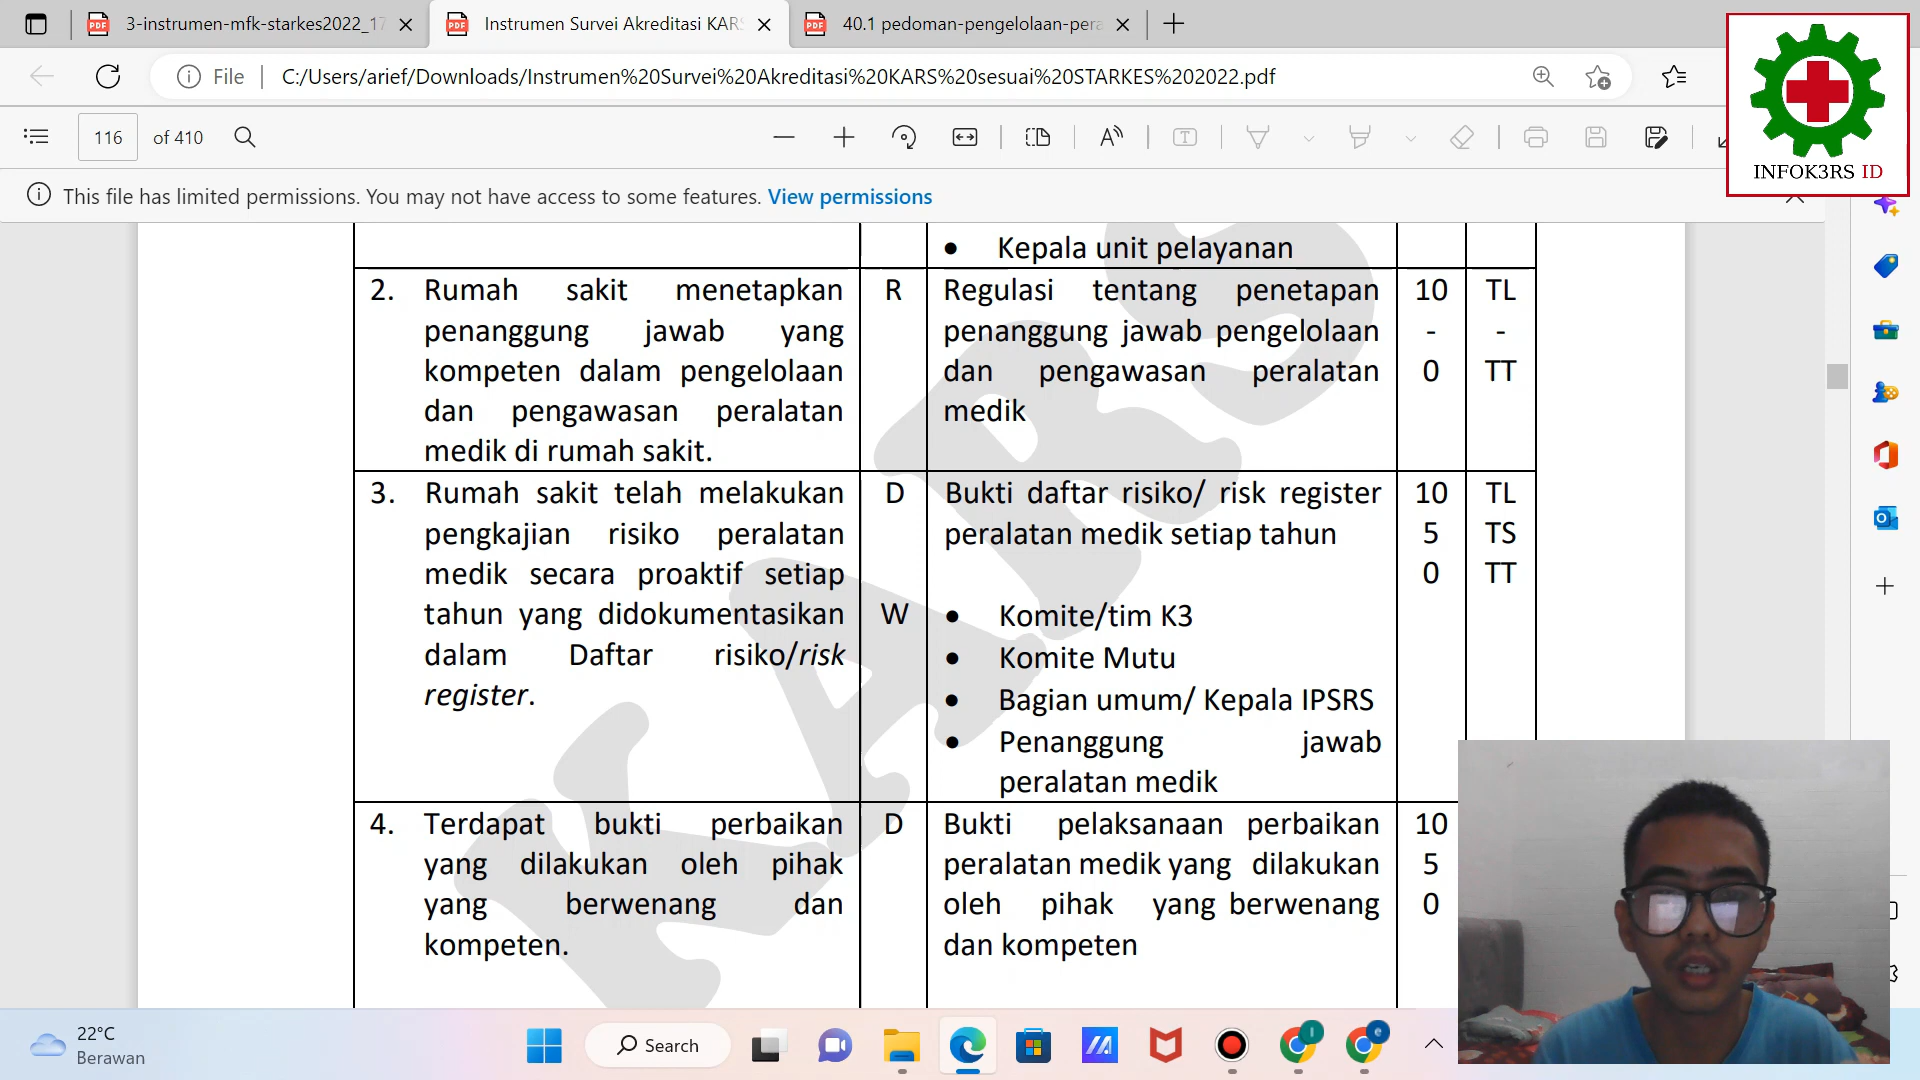 3-instrumen-mfk-starkes2022_17
Instrumen Survei Akreditasi KARS
40.1 pedoman-pengelolaan-pera
File
C:/Users/arief/Downloads/Instrumen%20Survei%20Akreditasi%20KARS%20sesuai%20STARKES%202022.pdf
116 of 410
This file has limited permissions. You may not have access to some features. View permissions
INFOK3RS ID
• Kepala unit pelayanan
2. Rumah sakit menetapkan
penanggung jawab yang
kompeten dalam pengelolaan
dan pengawasan peralatan
medik di rumah sakit.
R
Regulasi tentang penetapan
penanggung jawab pengelolaan
dan pengawasan peralatan
medik
10
-
0
TL
-
TT
3. Rumah sakit telah melakukan
pengkajian risiko peralatan
medik secara proaktif setiap
tahun yang didokumentasikan
dalam Daftar risiko/risk
register.
D
W
Bukti daftar risiko/ risk register
peralatan medik setiap tahun
• Komite/tim K3
• Komite Mutu
• Bagian umum/ Kepala IPSRS
• Penanggung jawab
peralatan medik
10
5
0
TL
TS
TT
4. Terdapat bukti perbaikan
yang dilakukan oleh pihak
yang berwenang dan
kompeten.
D
Bukti pelaksanaan perbaikan
peralatan medik yang dilakukan
oleh pihak yang berwenang
dan kompeten
10
5
0
KARS
22°C
Berawan
Search